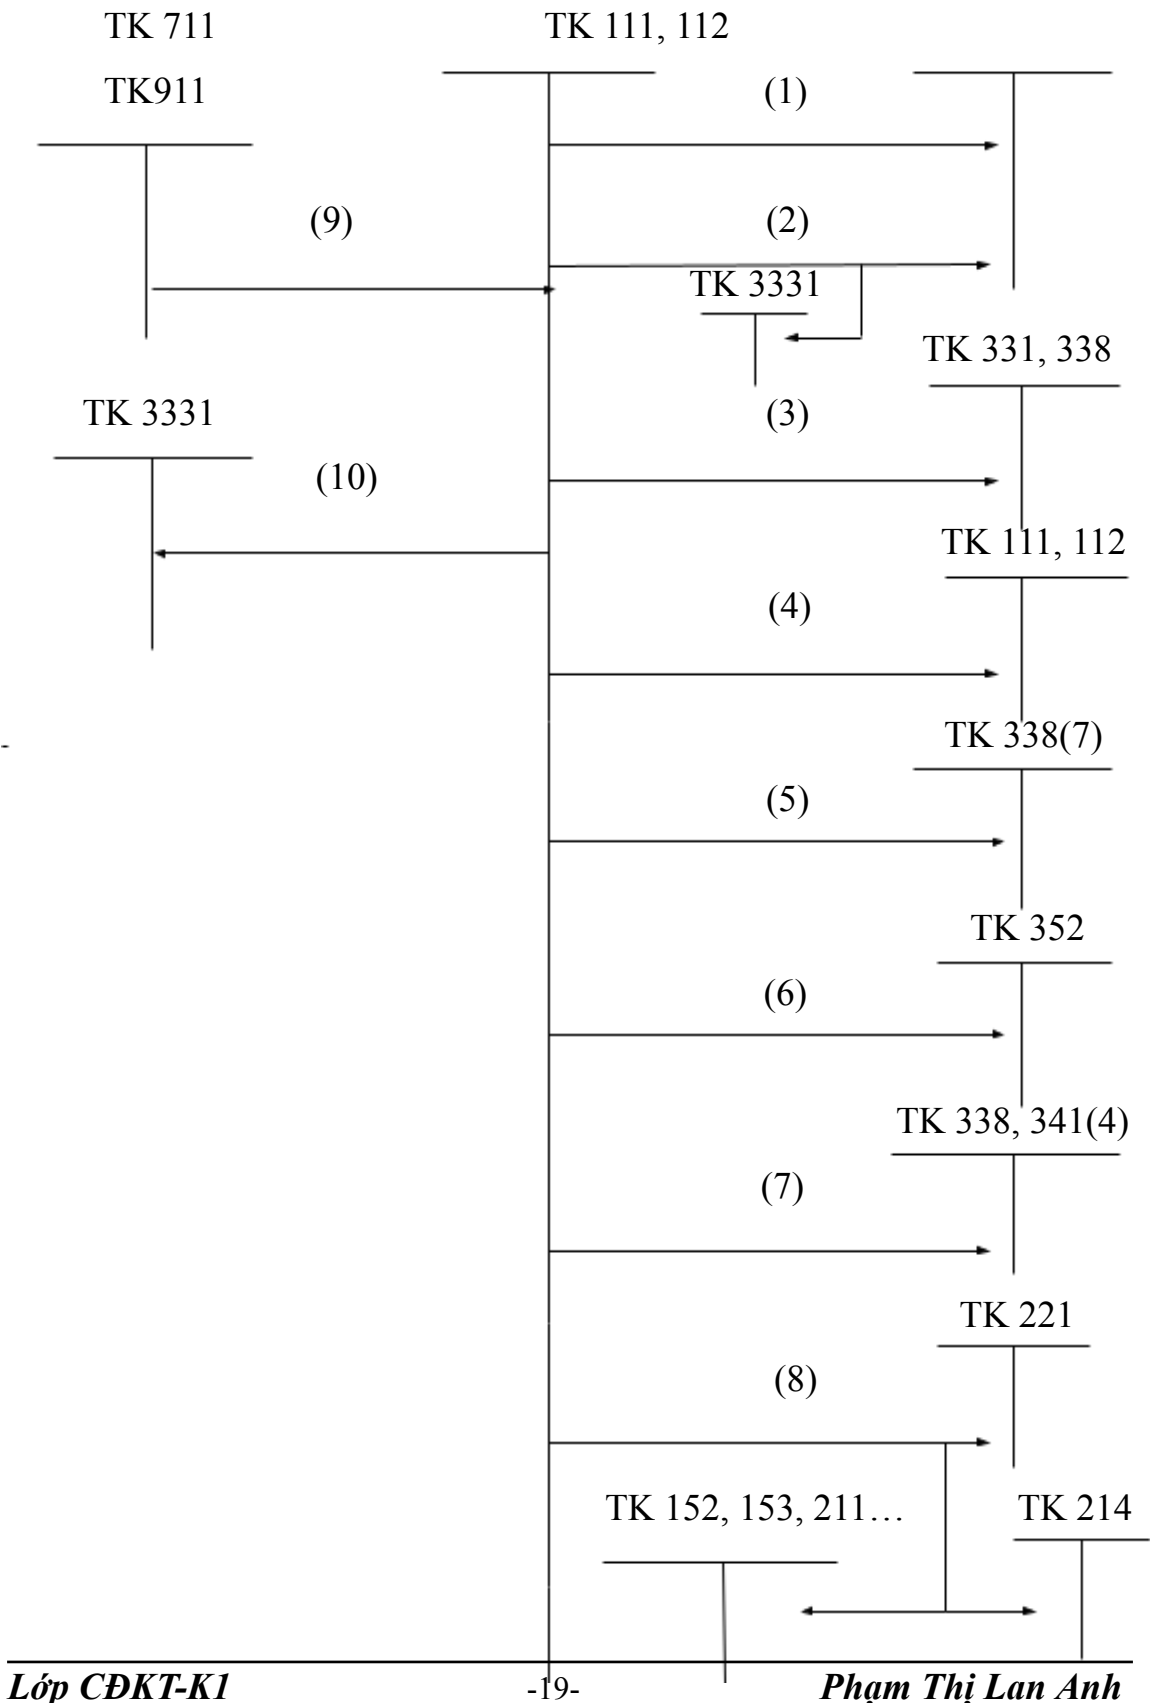 TK 711 TK 111, 112
TK911 (1)
(9) (2)
TK 3331
TK 331, 338
TK 3331 (3)
(10)
TK 111, 112
(4)
-
TK 338(7)
(5)
TK 352
(6)
TK 338, 341(4)
(7)
TK 221
(8)
TK 152, 153, 211… TK 214
Lớp CĐKT-K1 -19- Phạm Thị Lan Anh